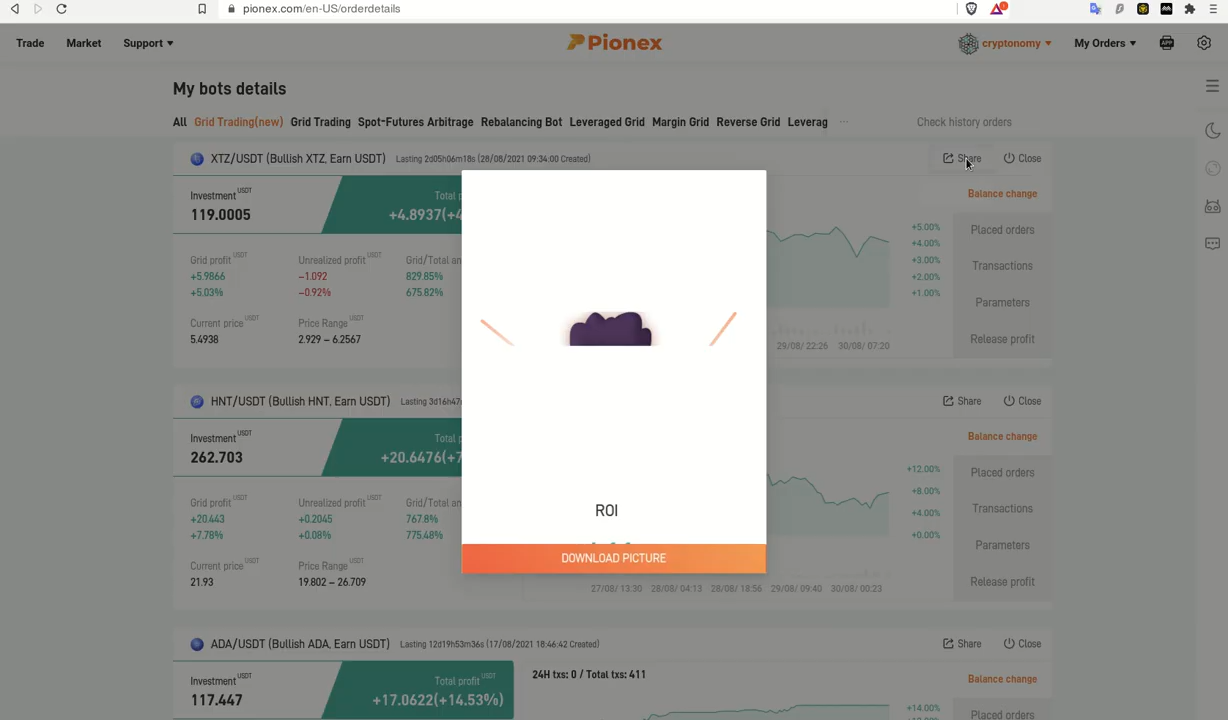 pionex.com/en-US/orderdetails
Trade Market Support Pionex cryptonomy My Orders APP
My bots details
All Grid Trading(new) Grid Trading Spot-Futures Arbitrage Rebalancing Bot Leveraged Grid Margin Grid Reverse Grid Leverag ··· Check history orders
XTZ/USDT (Bullish XTZ, Earn USDT) Lasting 2d05h06m18s (28/08/2021 09:34:00 Created) Share Close
Investment USDT
119.0005
Total p
+4.8937(+4
Grid profit USDT
+5.9866
+5.03%
Unrealized profit USDT
-1.092
-0.92%
Grid/Total an
829.85%
675.82%
Current price USDT
5.4938
Price Range USDT
2.929 – 6.2567
+5.00%
+4.00%
+3.00%
+2.00%
+1.00%
29/08/ 22:26 30/08/ 07:20
Balance change
Placed orders
Transactions
Parameters
Release profit
ROI
DOWNLOAD PICTURE
HNT/USDT (Bullish HNT, Earn USDT) Lasting 3d16h47 Share Close
Investment USDT
262.703
Total p
+20.6476(+7
Grid profit USDT
+20.443
+7.78%
Unrealized profit USDT
+0.2045
+0.08%
Grid/Total an
767.8%
775.48%
Current price USDT
21.93
Price Range USDT
19.802 – 26.709
+12.00%
+8.00%
+4.00%
+0.00%
27/08/ 13:30 28/08/ 04:13 28/08/ 18:56 29/08/ 09:40 30/08/ 00:23
Balance change
Placed orders
Transactions
Parameters
Release profit
ADA/USDT (Bullish ADA, Earn USDT) Lasting 12d19h53m36s (17/08/2021 18:46:42 Created) Share Close
Investment USDT
117.447
Total profit USDT
+17.0622(+14.53%)
24H txs: 0 / Total txs: 411
+14.00%
Balance change
Placed orders